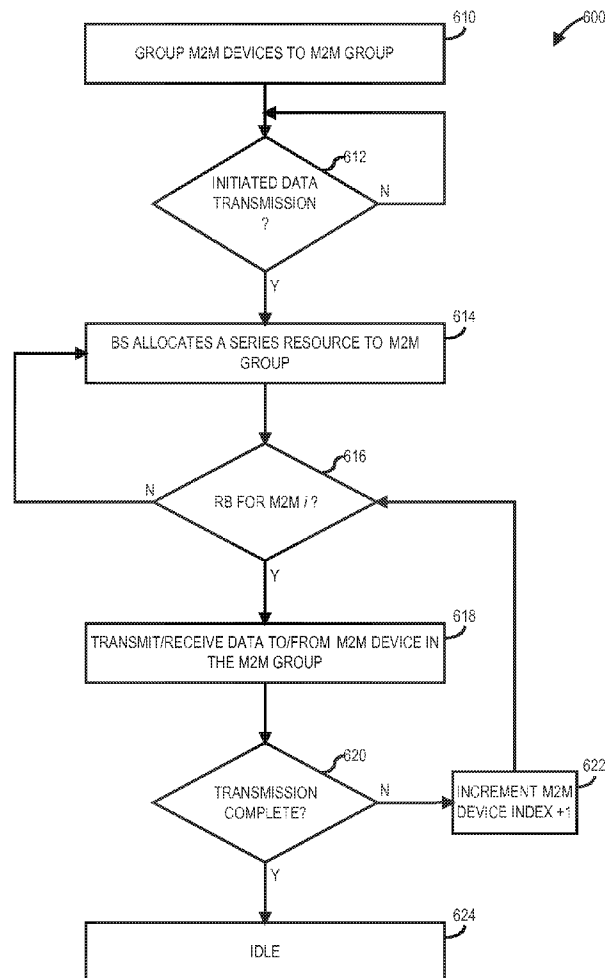 600
610
GROUP M2M DEVICES TO M2M GROUP
612
INITIATED DATA
TRANSMISSION
?
N
Y
614
BS ALLOCATES A SERIES RESOURCE TO M2M
GROUP
616
RB FOR M2M i ?
N
Y
618
TRANSMIT/RECEIVE DATA TO/FROM M2M DEVICE IN
THE M2M GROUP
620
TRANSMISSION
COMPLETE?
N
622
INCREMENT M2M
DEVICE INDEX +1
Y
624
IDLE